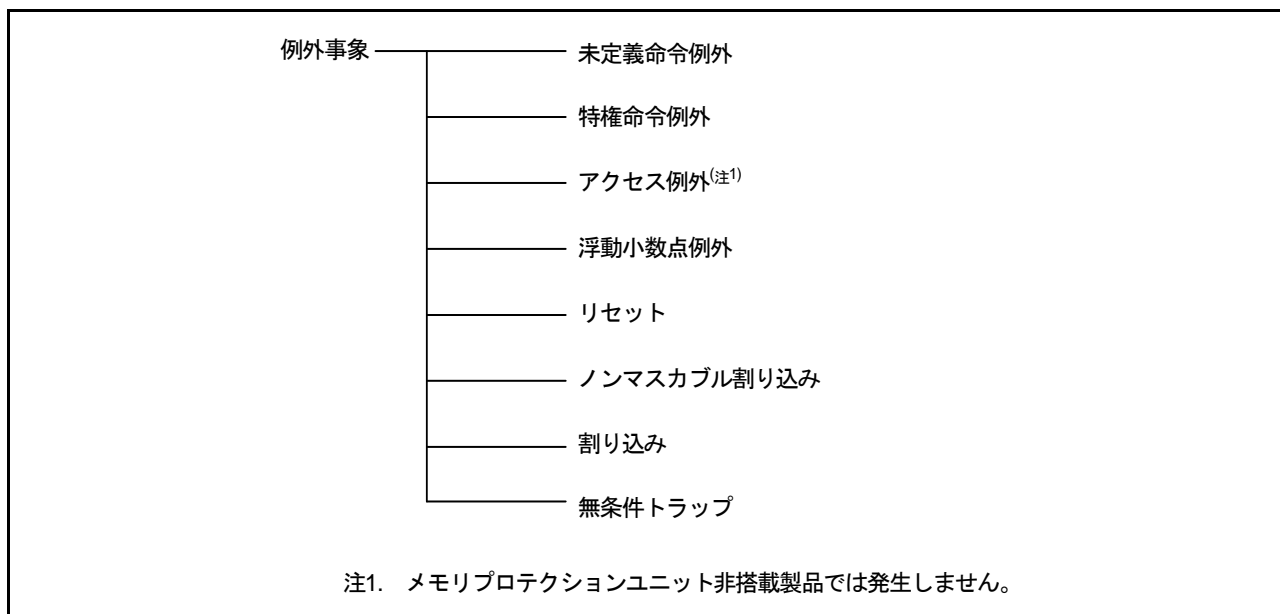 例外事象
未定義命令例外
特権命令例外
アクセス例外(注1)
浮動小数点例外
リセット
ノンマスカブル割り込み
割り込み
無条件トラップ
注1. メモリプロテクションユニット非搭載製品では発生しません。